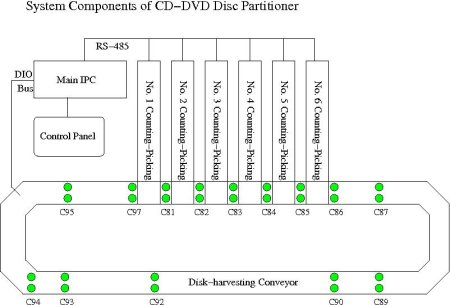 System Components of CD−DVD Disc Partitioner
RS−485
DIO
Bus
Main IPC
Control Panel
No. 1 Counting−Picking
No. 2 Counting−Picking
No. 3 Counting−Picking
No. 4 Counting−Picking
No. 5 Counting−Picking
No. 6 Counting−Picking
C95 C97 C81 C82 C83 C84 C85 C86 C87
Disk−harvesting Conveyor
C94 C93 C92 C90 C89